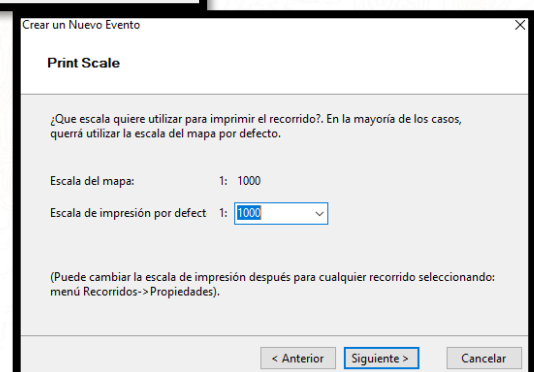 Crear un Nuevo Evento
Print Scale
¿Que escala quiere utilizar para imprimir el recorrido?. En la mayoría de los casos,
querrá utilizar la escala del mapa por defecto.
Escala del mapa: 1: 1000
Escala de impresión por defect 1: 1000
(Puede cambiar la escala de impresión después para cualquier recorrido seleccionando:
menú Recorridos->Propiedades).
< Anterior Siguiente > Cancelar